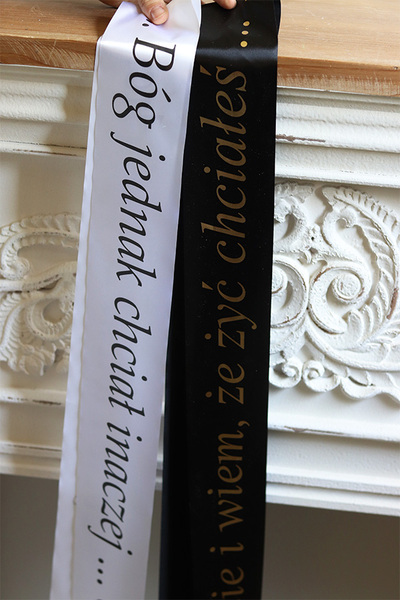 . Bóg jednak chciał inaczej...
ie i wiem, że żyć chciałeś ...